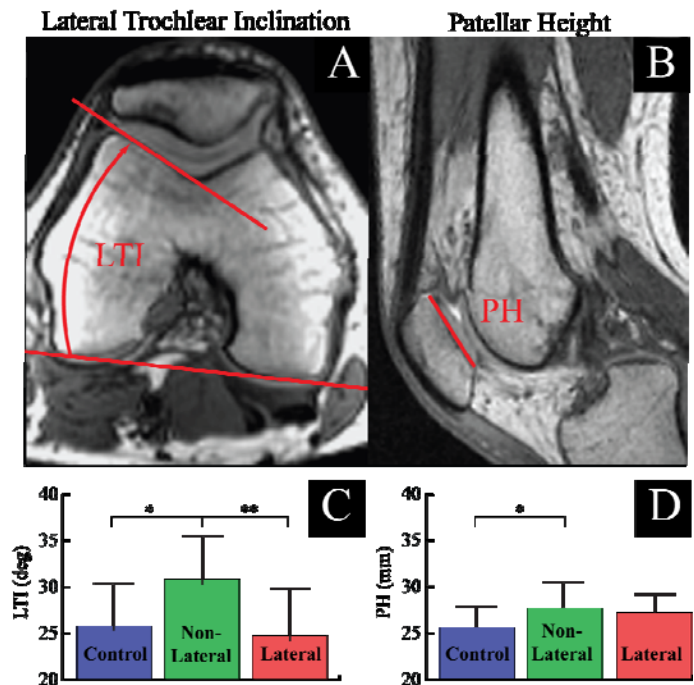 Lateral Trochlear Inclination
Patellar Height
A
B
LTI
PH
C
D
LTI (deg)
40
35
30
25
20
*
**
Control
Non-
Lateral
Lateral
PH (mm)
40
35
30
25
20
*
Control
Non-
Lateral
Lateral